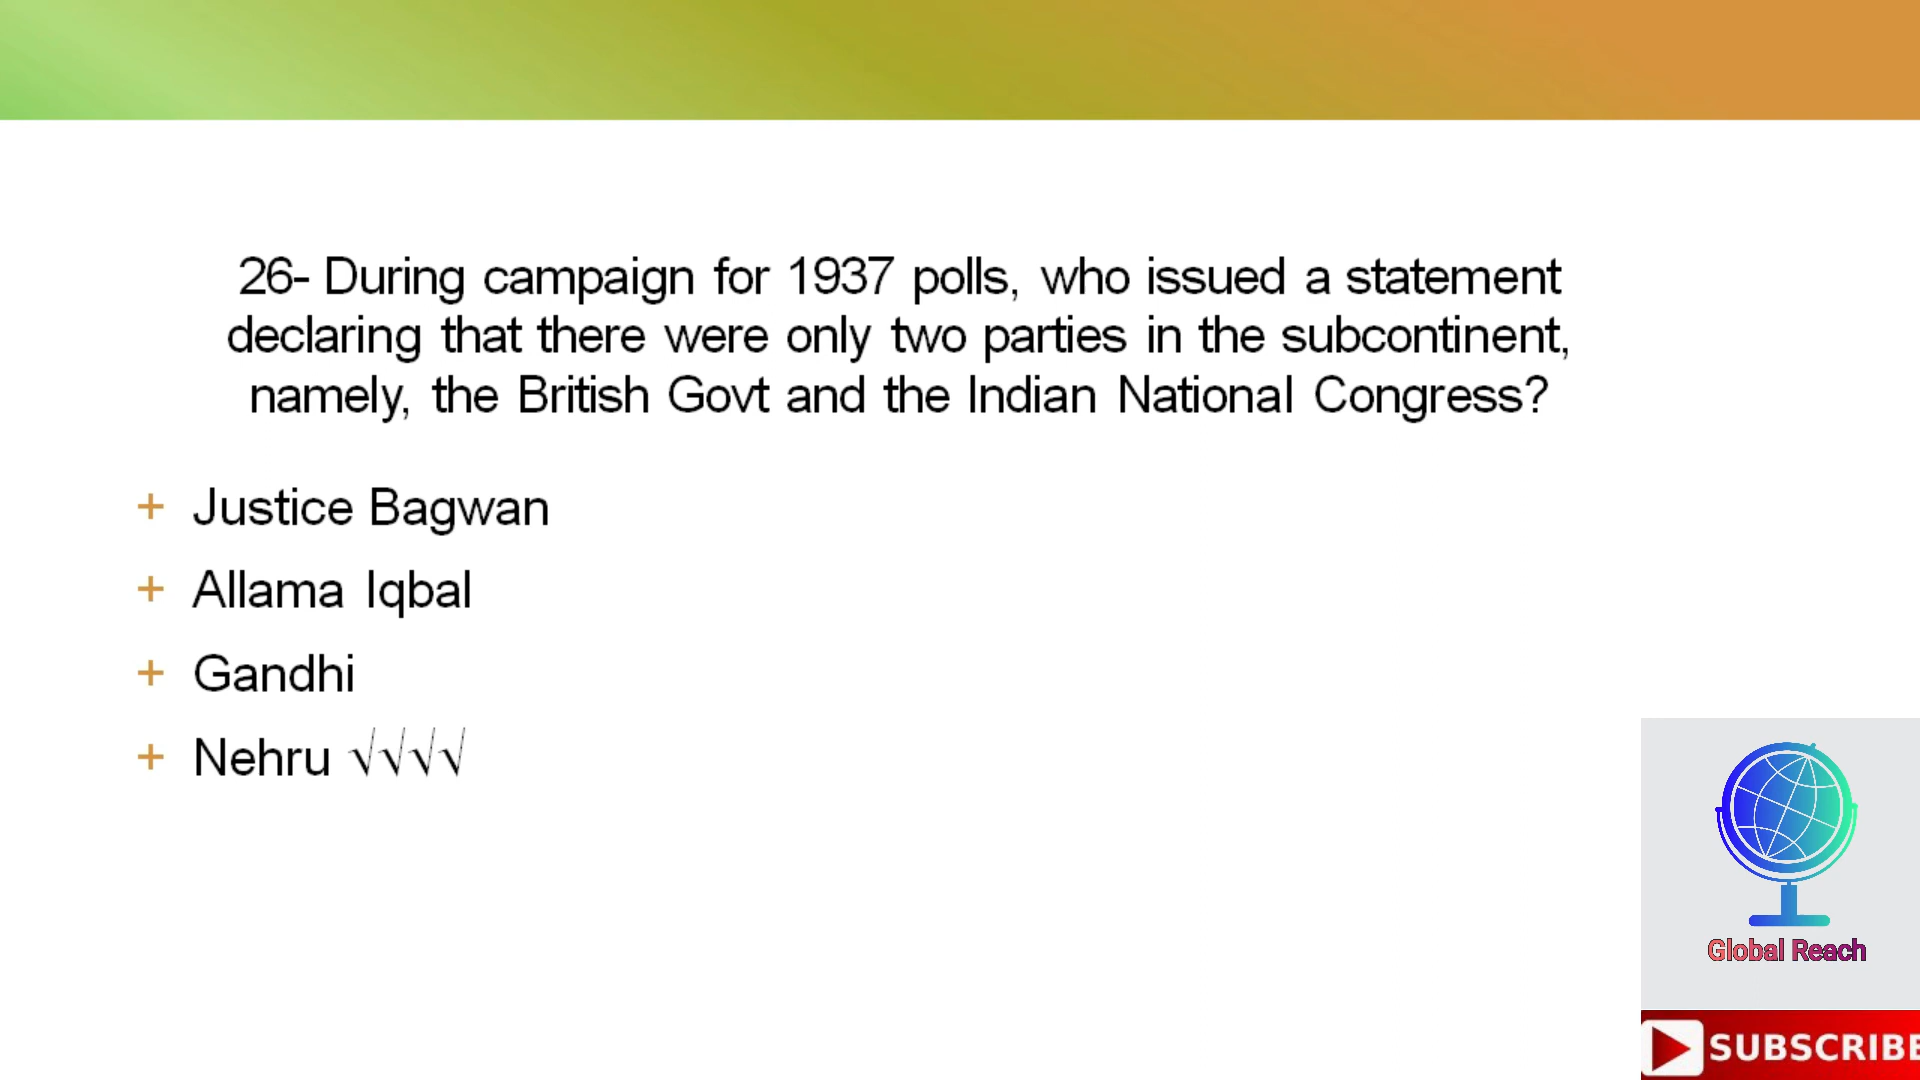 26- During campaign for 1937 polls, who issued a statement
declaring that there were only two parties in the subcontinent,
namely, the British Govt and the Indian National Congress?
+ Justice Bagwan
+ Allama Iqbal
+ Gandhi
+ Nehru √√√√
Global Reach
SUBSCRIBE